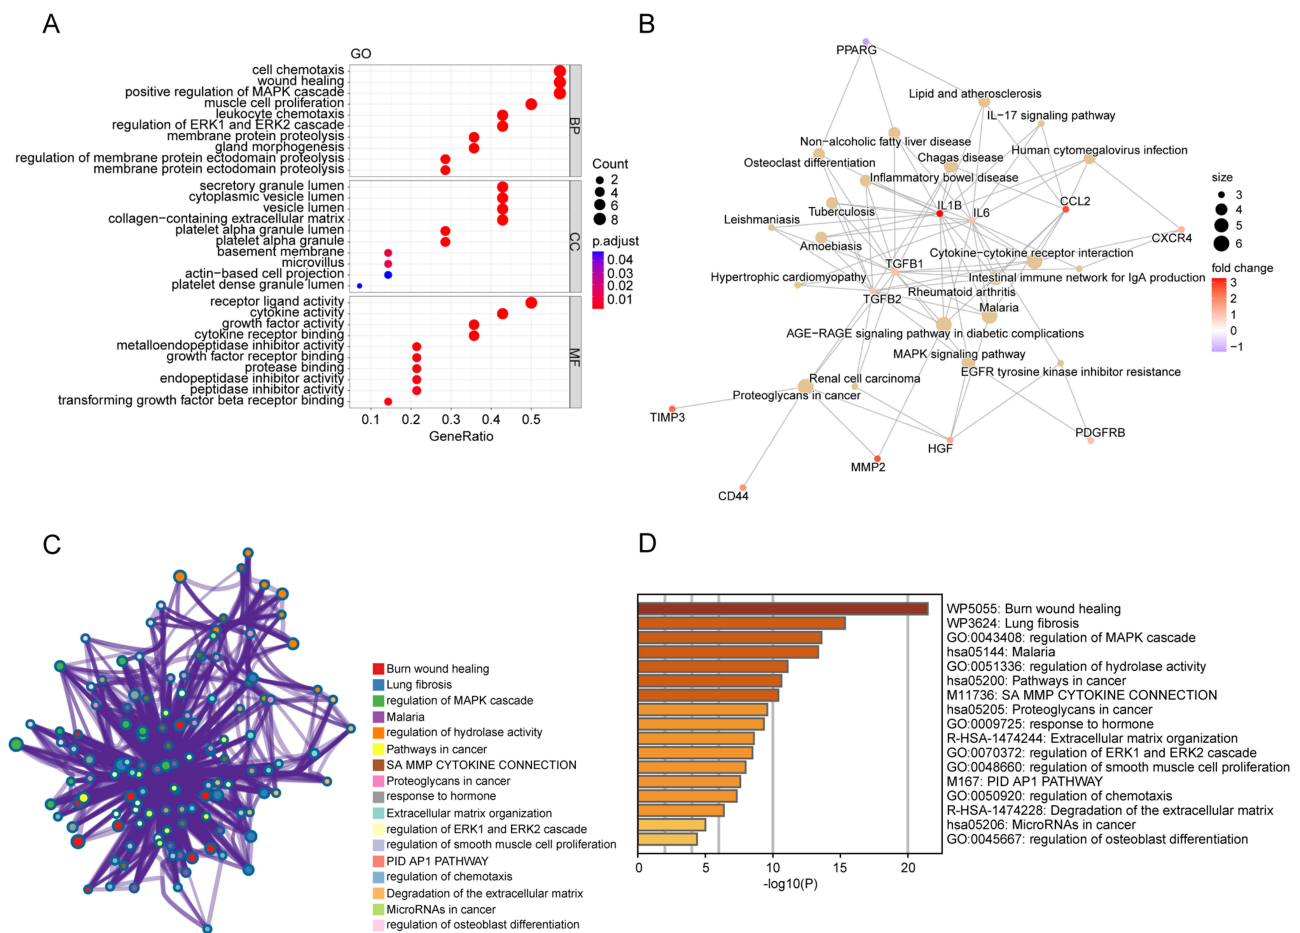 A
GO
cell chemotaxis
wound healing
positive regulation of MAPK cascade
muscle cell proliferation
leukocyte chemotaxis
regulation of ERK1 and ERK2 cascade
membrane protein proteolysis
gland morphogenesis
regulation of membrane protein ectodomain proteolysis
membrane protein ectodomain proteolysis
BP
secretory granule lumen
cytoplasmic vesicle lumen
vesicle lumen
collagen−containing extracellular matrix
platelet alpha granule lumen
platelet alpha granule
basement membrane
microvillus
actin−based cell projection
platelet dense granule lumen
CC
receptor ligand activity
cytokine activity
growth factor activity
cytokine receptor binding
metalloendopeptidase inhibitor activity
growth factor receptor binding
protease binding
endopeptidase inhibitor activity
peptidase inhibitor activity
transforming growth factor beta receptor binding
MF
0.1 0.2 0.3 0.4 0.5
GeneRatio
Count
2
4
6
8
p.adjust
0.04
0.03
0.02
0.01
B
PPARG
Lipid and atherosclerosis
IL−17 signaling pathway
Non−alcoholic fatty liver disease
Human cytomegalovirus infection
Osteoclast differentiation
Chagas disease
Inflammatory bowel disease
Tuberculosis
IL1B
IL6
CCL2
Leishmaniasis
CXCR4
Amoebiasis
Cytokine−cytokine receptor interaction
TGFB1
Hypertrophic cardiomyopathy
Intestinal immune network for IgA production
TGFB2
Rheumatoid arthritis
Malaria
AGE−RAGE signaling pathway in diabetic complications
MAPK signaling pathway
EGFR tyrosine kinase inhibitor resistance
Renal cell carcinoma
Proteoglycans in cancer
TIMP3
PDGFRB
HGF
MMP2
CD44
size
3
4
5
6
fold change
3
2
1
0
−1
C
Burn wound healing
Lung fibrosis
regulation of MAPK cascade
Malaria
regulation of hydrolase activity
Pathways in cancer
SA MMP CYTOKINE CONNECTION
Proteoglycans in cancer
response to hormone
Extracellular matrix organization
regulation of ERK1 and ERK2 cascade
regulation of smooth muscle cell proliferation
PID AP1 PATHWAY
regulation of chemotaxis
Degradation of the extracellular matrix
MicroRNAs in cancer
regulation of osteoblast differentiation
D
WP5055: Burn wound healing
WP3624: Lung fibrosis
GO:0043408: regulation of MAPK cascade
hsa05144: Malaria
GO:0051336: regulation of hydrolase activity
hsa05200: Pathways in cancer
M11736: SA MMP CYTOKINE CONNECTION
hsa05205: Proteoglycans in cancer
GO:0009725: response to hormone
R-HSA-1474244: Extracellular matrix organization
GO:0070372: regulation of ERK1 and ERK2 cascade
GO:0048660: regulation of smooth muscle cell proliferation
M167: PID AP1 PATHWAY
GO:0050920: regulation of chemotaxis
R-HSA-1474228: Degradation of the extracellular matrix
hsa05206: MicroRNAs in cancer
GO:0045667: regulation of osteoblast differentiation
0 5 10 15 20
-log10(P)